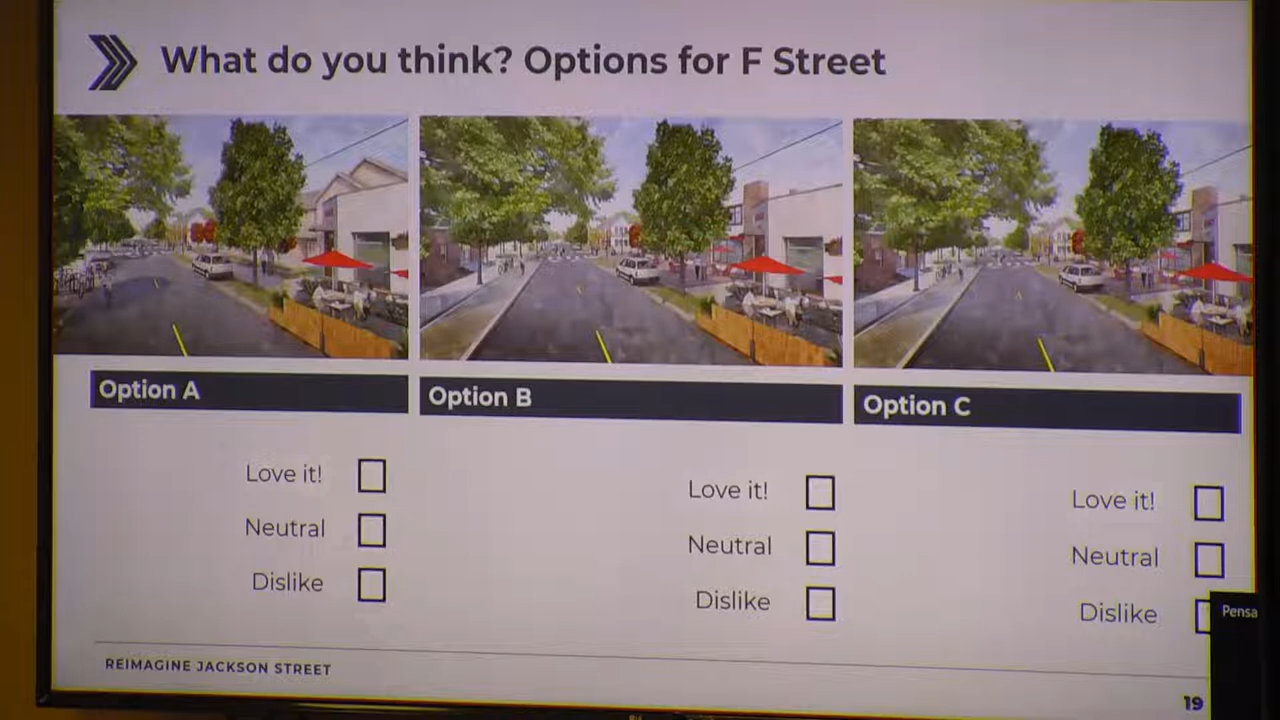 What do you think? Options for F Street
Option A
Option B
Option C
Love it!
Neutral
Dislike
Love it!
Neutral
Dislike
Love it!
Neutral
Dislike
Pensa
REIMAGINE JACKSON STREET
19